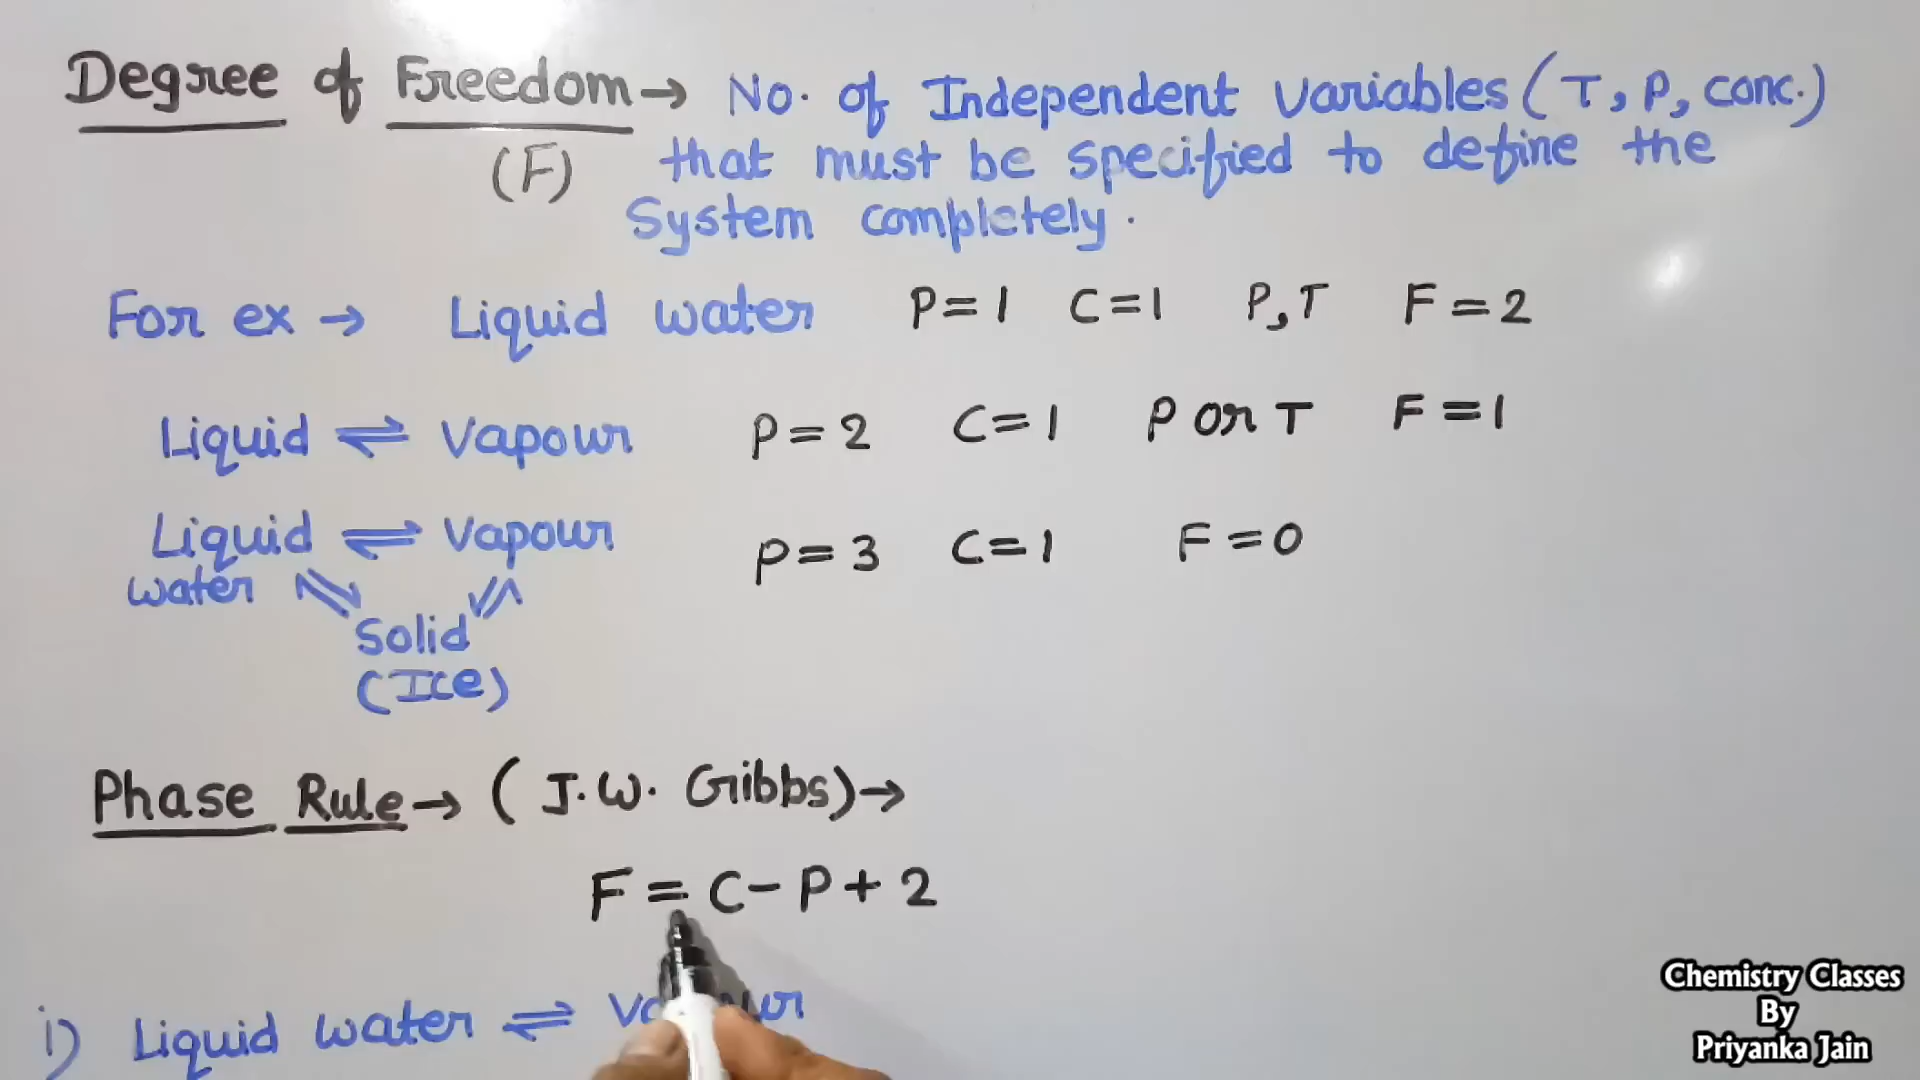 Degree of Freedom → No. of Independent variables (T, P, conc.)
(F) that must be specified to define the
System completely.
For ex → Liquid water P = 1 C = 1 P, T F = 2
Liquid ⇌ Vapour P = 2 C = 1 P or T F = 1
Liquid ⇌ Vapour P = 3 C = 1 F = 0
water
Solid
(Ice)
Phase Rule → (J.W. Gibbs) →
F = C - P + 2
i) Liquid water ⇌
Chemistry Classes
By
Priyanka Jain